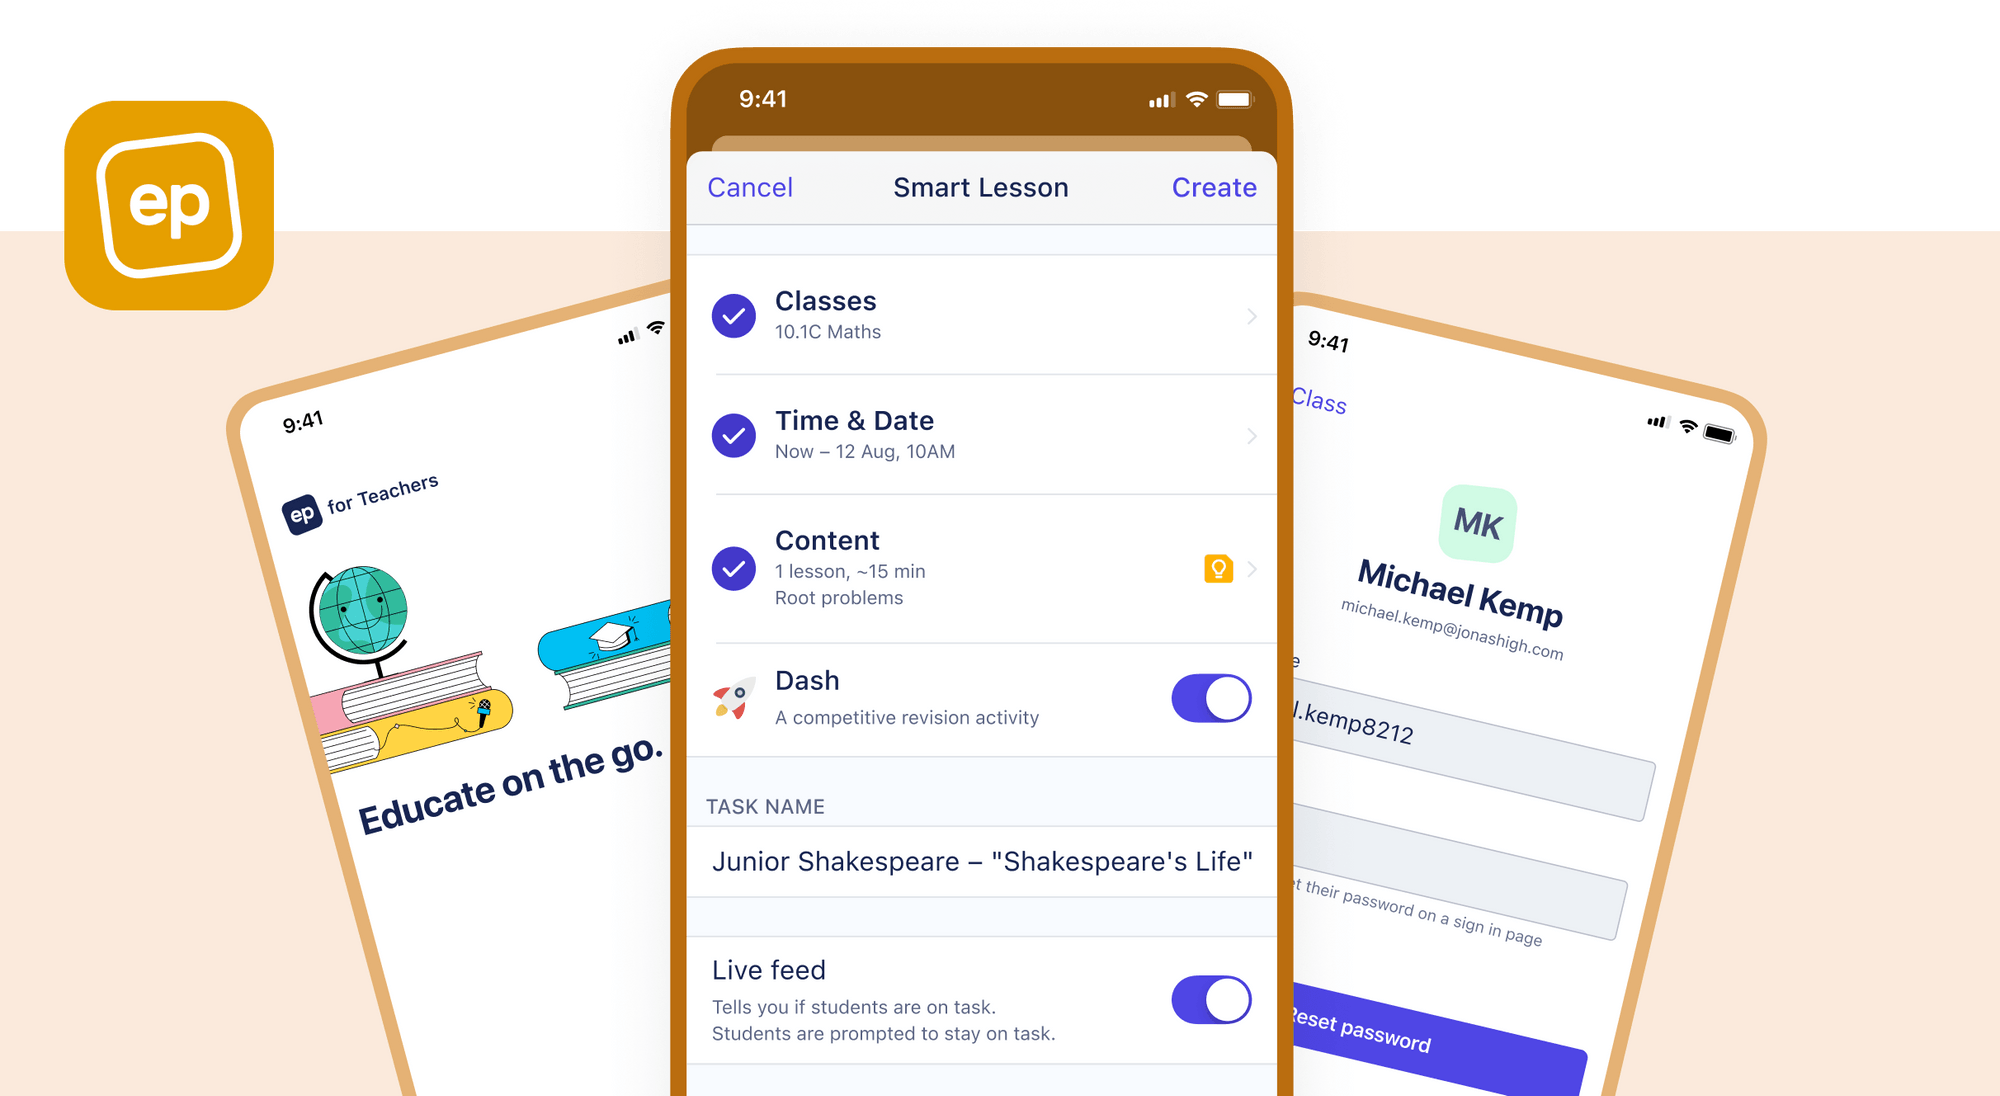 ep
9:41
ep for Teachers
Educate on the go.
9:41
Cancel
Smart Lesson
Create
Classes
10.1C Maths
Time & Date
Now – 12 Aug, 10AM
Content
1 lesson, ~15 min
Root problems
Dash
A competitive revision activity
TASK NAME
Junior Shakespeare – "Shakespeare's Life"
Live feed
Tells you if students are on task.
Students are prompted to stay on task.
9:41
Class
MK
Michael Kemp
michael.kemp@jonashigh.com
l.kemp8212
their password on a sign in page
Reset password